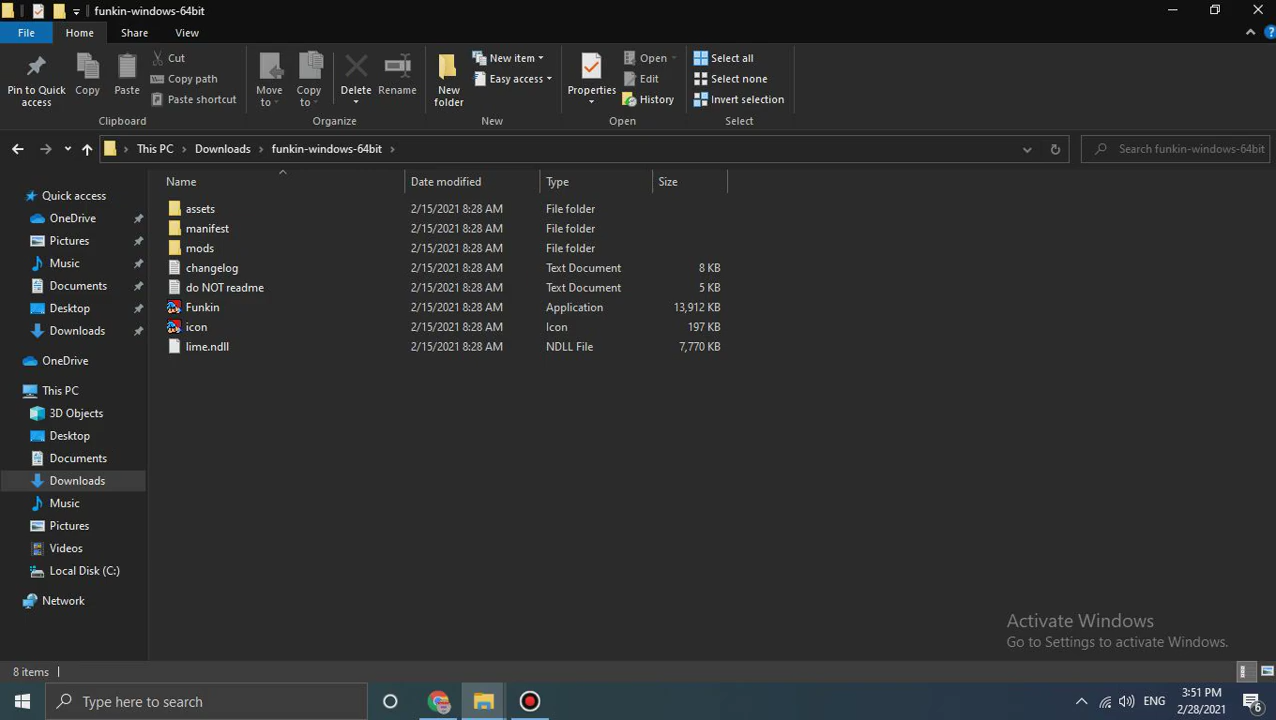 funkin-windows-64bit
File Home Share View
Pin to Quick access
Copy
Paste
Cut
Copy path
Paste shortcut
Clipboard
Move to
Copy to
Delete
Rename
Organize
New folder
New item
Easy access
New
Properties
Open
Edit
History
Open
Select all
Select none
Invert selection
Select
This PC Downloads funkin-windows-64bit
Search funkin-windows-64bit
Quick access
OneDrive
Pictures
Music
Documents
Desktop
Downloads
OneDrive
This PC
3D Objects
Desktop
Documents
Downloads
Music
Pictures
Videos
Local Disk (C:)
Network
Name Date modified Type Size
assets 2/15/2021 8:28 AM File folder
manifest 2/15/2021 8:28 AM File folder
mods 2/15/2021 8:28 AM File folder
changelog 2/15/2021 8:28 AM Text Document 8 KB
do NOT readme 2/15/2021 8:28 AM Text Document 5 KB
Funkin 2/15/2021 8:28 AM Application 13,912 KB
icon 2/15/2021 8:28 AM Icon 197 KB
lime.ndll 2/15/2021 8:28 AM NDLL File 7,770 KB
Activate Windows
Go to Settings to activate Windows.
8 items
Type here to search
ENG
3:51 PM
2/28/2021
6